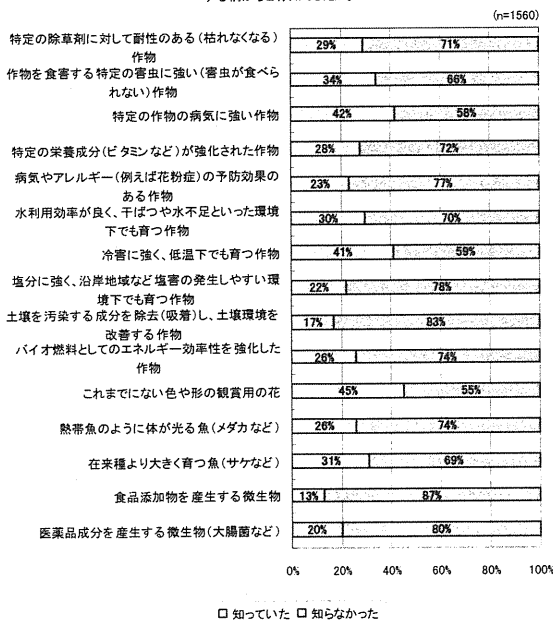 (n=1560)
特定の除草剤に対して耐性のある(枯れなくなる)
作物
29% 71%
作物を食害する特定の害虫に強い(害虫が食べら
れない)作物
34% 66%
特定の作物の病気に強い作物
42% 58%
特定の栄養成分(ビタミンなど)が強化された作物
28% 72%
病気やアレルギー(例えば花粉症)の予防効果の
ある作物
23% 77%
水利用効率が良く、干ばつや水不足といった環境
下でも育つ作物
30% 70%
冷害に強く、低温下でも育つ作物
41% 59%
塩分に強く、沿岸地域など塩害の発生しやすい環
境下でも育つ作物
22% 78%
土壌を汚染する成分を除去(吸着)し、土壌環境を
改善する作物
17% 83%
バイオ燃料としてのエネルギー効率性を強化した
作物
26% 74%
これまでにない色や形の観賞用の花
45% 55%
熱帯魚のように体が光る魚(メダカなど)
26% 74%
在来種より大きく育つ魚(サケなど)
31% 69%
食品添加物を産生する微生物
13% 87%
医薬品成分を産生する微生物(大腸菌など)
20% 80%
0% 20% 40% 60% 80% 100%
□ 知っていた □ 知らなかった